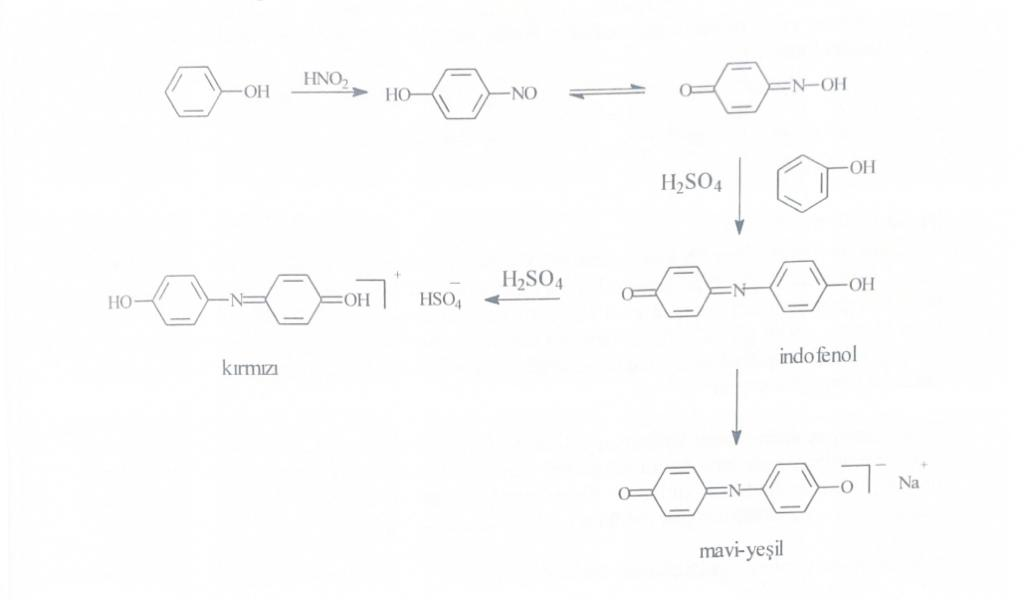 OH HNO2 HO NO O N OH
H2SO4 OH
HO N OH + HSO4 - H2SO4 O N OH
kırmızı indofenol
O N O - Na +
mavi-yeşil